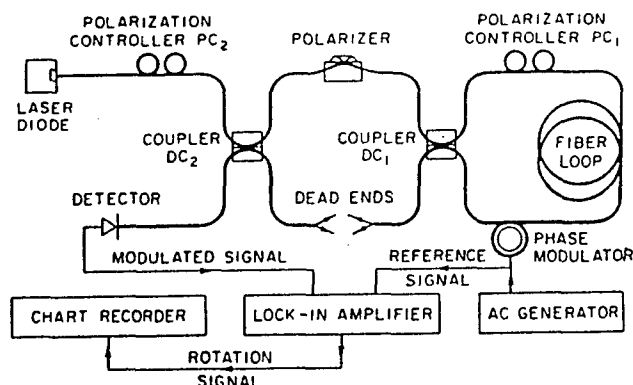 POLARIZATION
CONTROLLER PC₂
POLARIZER
POLARIZATION
CONTROLLER PC₁
LASER
DIODE
COUPLER
DC₂
COUPLER
DC₁
FIBER
LOOP
DETECTOR
DEAD ENDS
PHASE
MODULATOR
MODULATED SIGNAL
REFERENCE
SIGNAL
CHART RECORDER
LOCK-IN AMPLIFIER
AC GENERATOR
ROTATION
SIGNAL